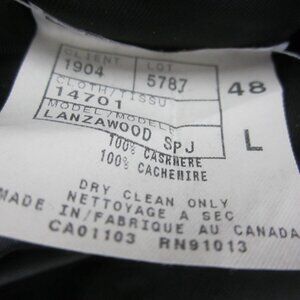 CLIENT LOT
1904 5787 48
CLOTH/TISSU
14701
MODEL/MODELE
LANZAWOOD SPJ L
100% CASHMERE
100% CACHEMIRE
DRY CLEAN ONLY
NETTOYAGE A SEC
MADE IN/FABRIQUE AU CANADA
CA01103 RN91013